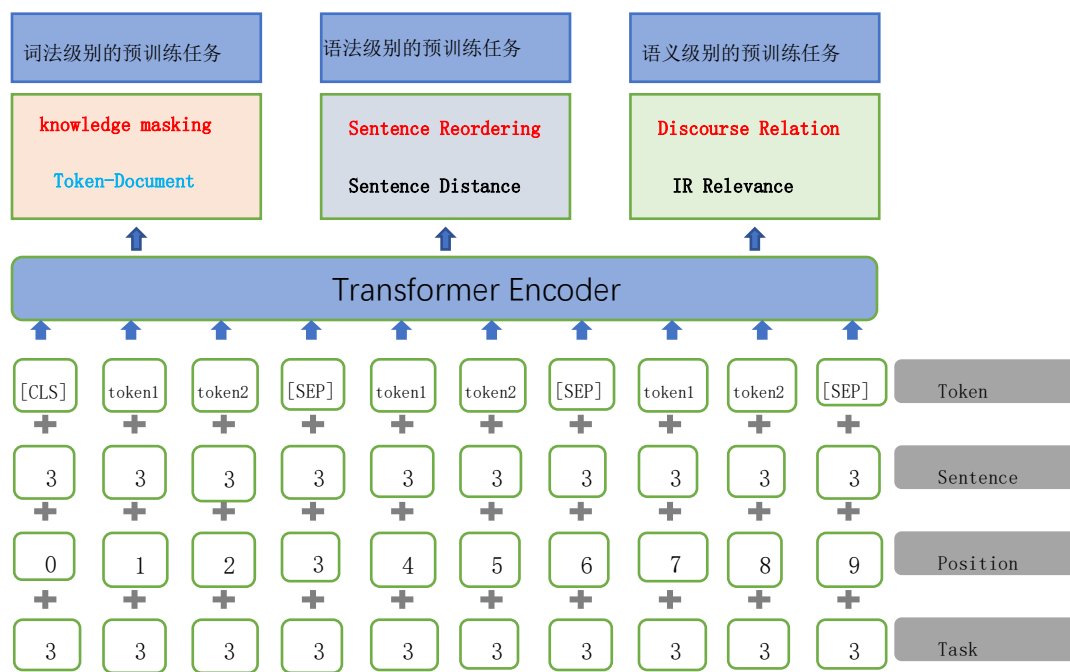 词法级别的预训练任务 语法级别的预训练任务 语义级别的预训练任务
knowledge masking Sentence Reordering Discourse Relation
Token-Document Sentence Distance IR Relevance
Transformer Encoder
[CLS] token1 token2 [SEP] token1 token2 [SEP] token1 token2 [SEP] Token
3 3 3 3 3 3 3 3 3 3 Sentence
0 1 2 3 4 5 6 7 8 9 Position
3 3 3 3 3 3 3 3 3 3 Task